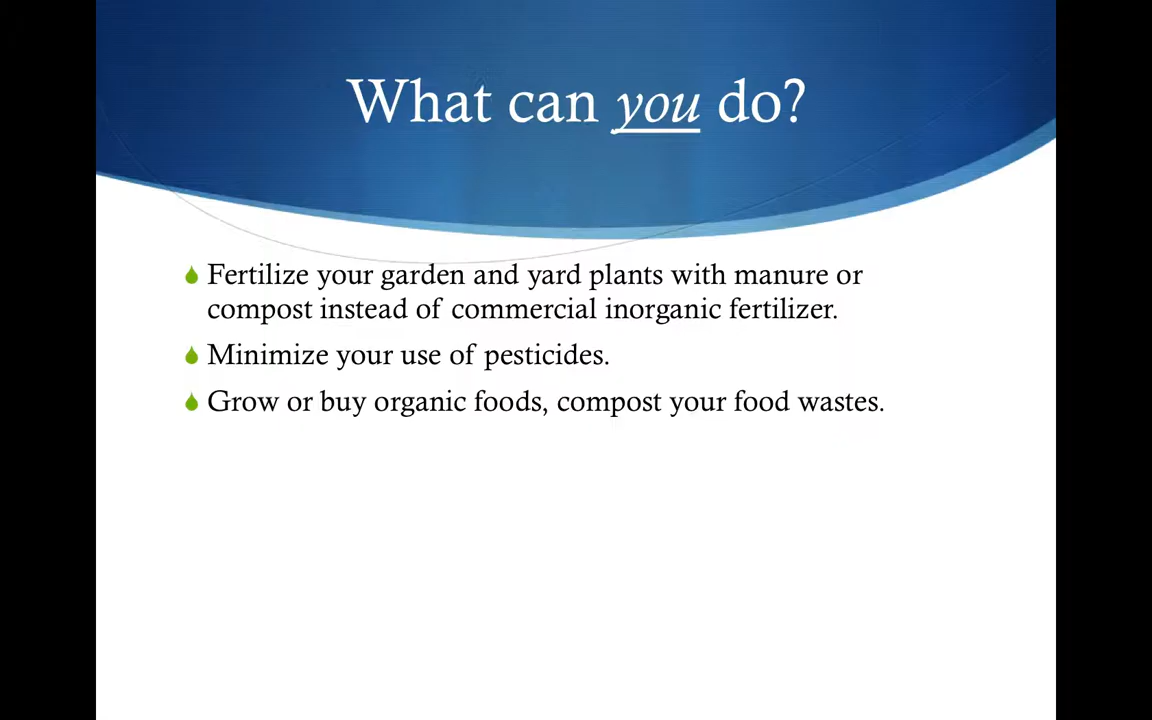 What can you do?
Fertilize your garden and yard plants with manure or
compost instead of commercial inorganic fertilizer.
Minimize your use of pesticides.
Grow or buy organic foods, compost your food wastes.